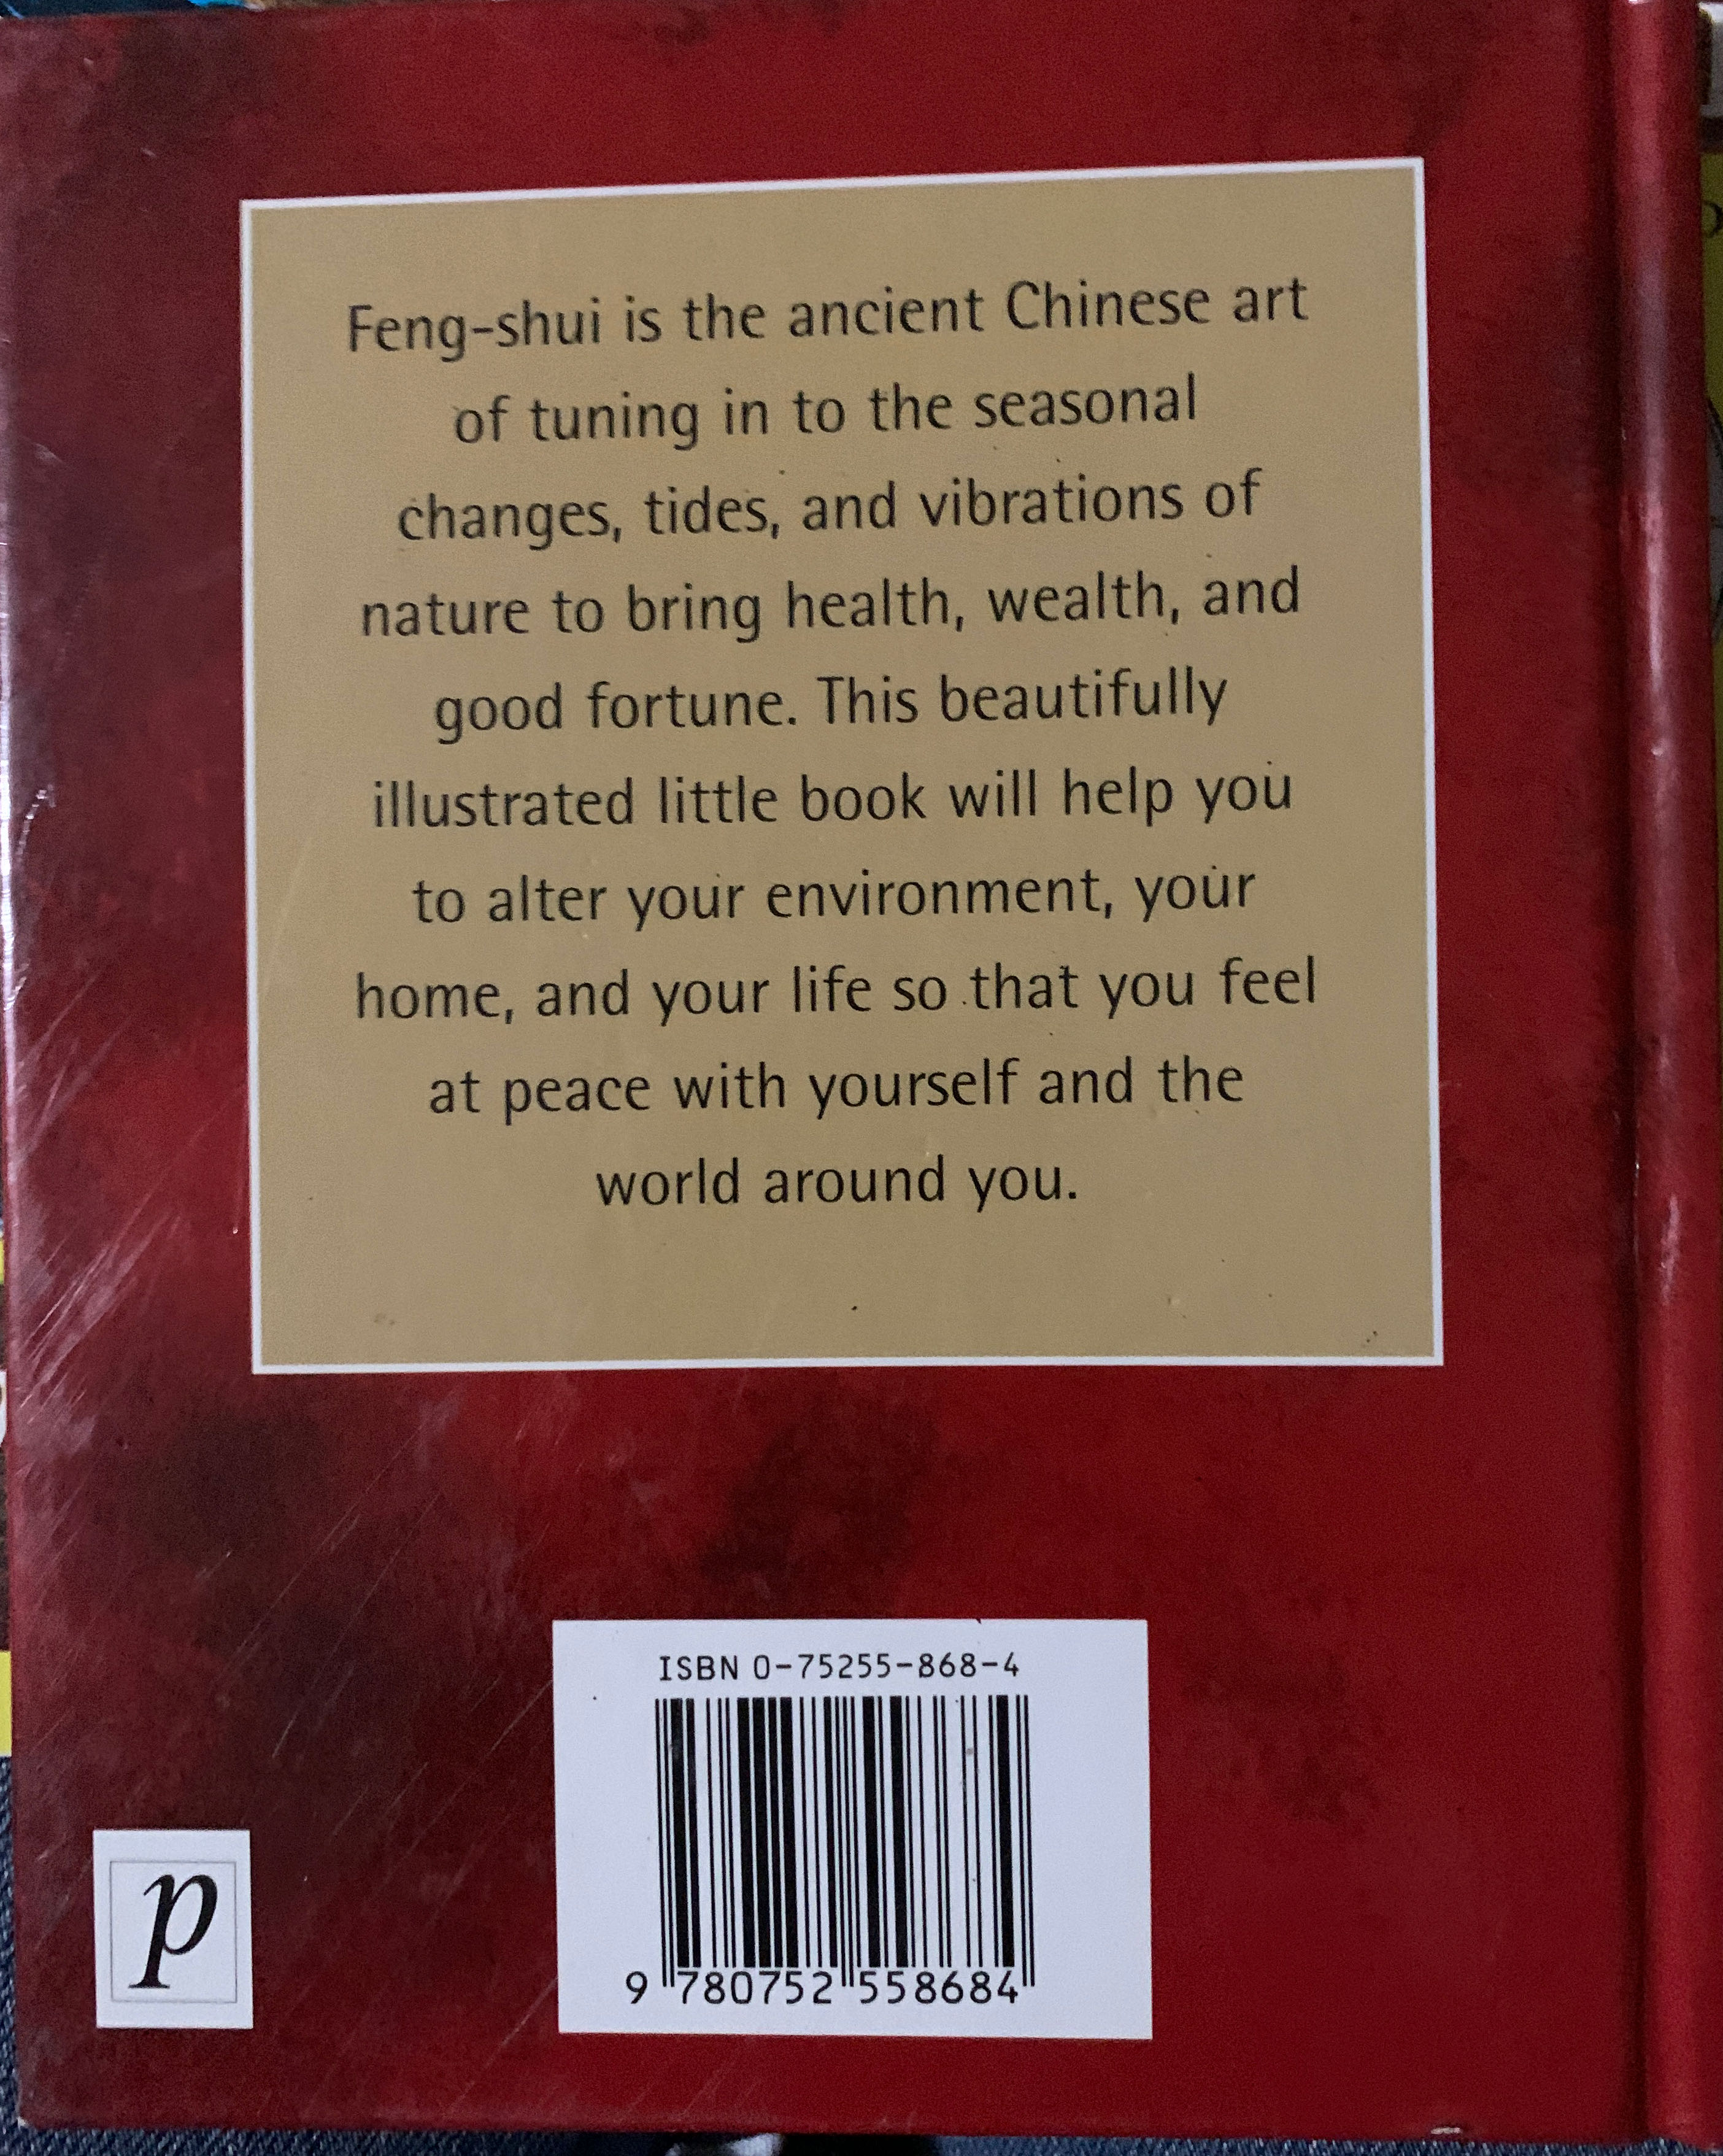 Feng-shui is the ancient Chinese art
of tuning in to the seasonal
changes, tides, and vibrations of
nature to bring health, wealth, and
good fortune. This beautifully
illustrated little book will help you
to alter your environment, your
home, and your life so that you feel
at peace with yourself and the
world around you.
ISBN 0-75255-868-4
9 780752 558684
p